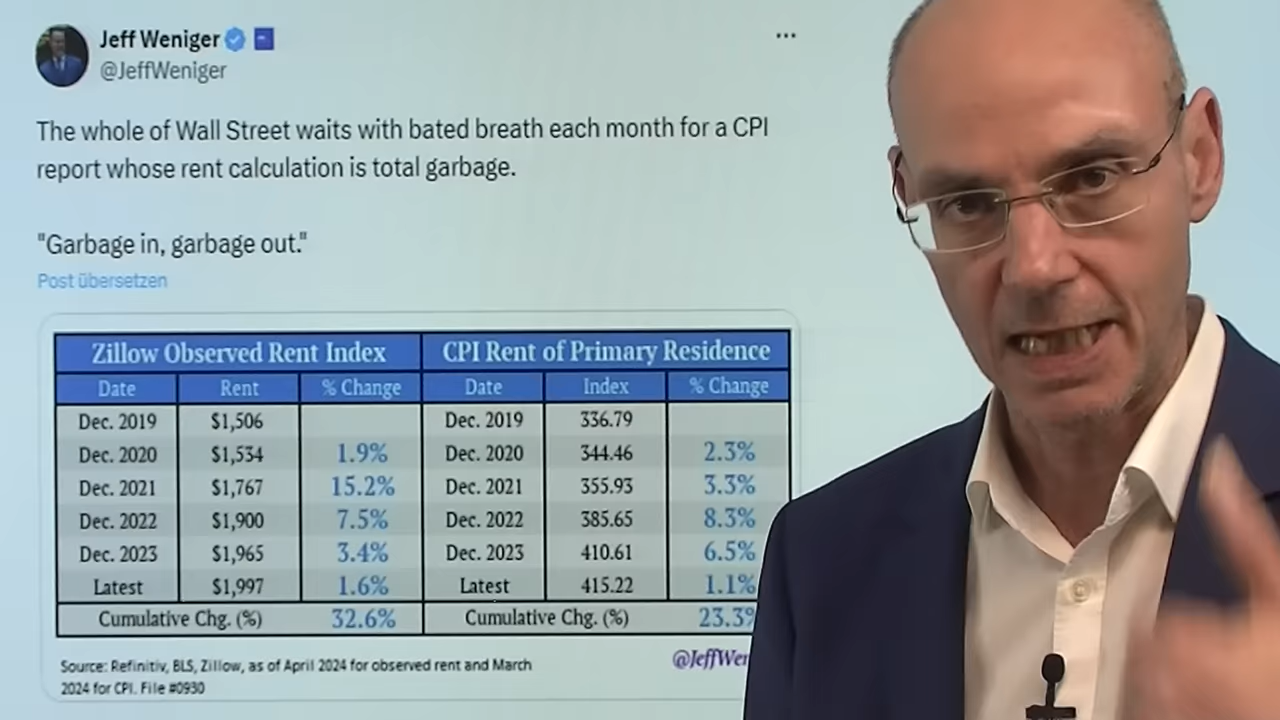 Jeff Weniger
@JeffWeniger
The whole of Wall Street waits with bated breath each month for a CPI
report whose rent calculation is total garbage.
"Garbage in, garbage out."
Post übersetzen
Zillow Observed Rent Index CPI Rent of Primary Residence
Date Rent % Change Date Index % Change
Dec. 2019 $1,506 Dec. 2019 336.79
Dec. 2020 $1,534 1.9% Dec. 2020 344.46 2.3%
Dec. 2021 $1,767 15.2% Dec. 2021 355.93 3.3%
Dec. 2022 $1,900 7.5% Dec. 2022 385.65 8.3%
Dec. 2023 $1,965 3.4% Dec. 2023 410.61 6.5%
Latest $1,997 1.6% Latest 415.22 1.1%
Cumulative Chg. (%) 32.6% Cumulative Chg. (%) 23.3%
Source: Refinitiv, BLS, Zillow, as of April 2024 for observed rent and March
2024 for CPI. File #0930
@JeffWe